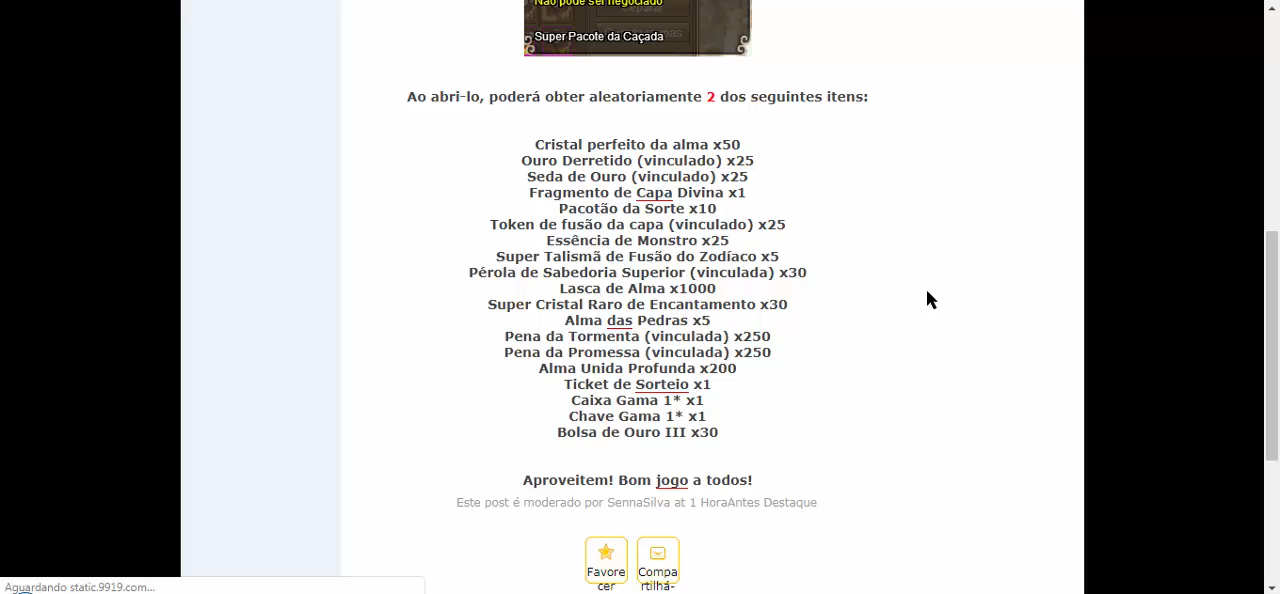 Não pode ser negociado
Super Pacote da Caçada
Ao abri-lo, poderá obter aleatoriamente 2 dos seguintes itens:
Cristal perfeito da alma x50
Ouro Derretido (vinculado) x25
Seda de Ouro (vinculado) x25
Fragmento de Capa Divina x1
Pacotão da Sorte x10
Token de fusão da capa (vinculado) x25
Essência de Monstro x25
Super Talismã de Fusão do Zodíaco x5
Pérola de Sabedoria Superior (vinculada) x30
Lasca de Alma x1000
Super Cristal Raro de Encantamento x30
Alma das Pedras x5
Pena da Tormenta (vinculada) x250
Pena da Promessa (vinculada) x250
Alma Unida Profunda x200
Ticket de Sorteio x1
Caixa Gama 1* x1
Chave Gama 1* x1
Bolsa de Ouro III x30
Aproveitem! Bom jogo a todos!
Este post é moderado por SennaSilva at 1 HoraAntes Destaque
Favore
cer
Compa
rtilhá-
Aguardando static.9919.com...